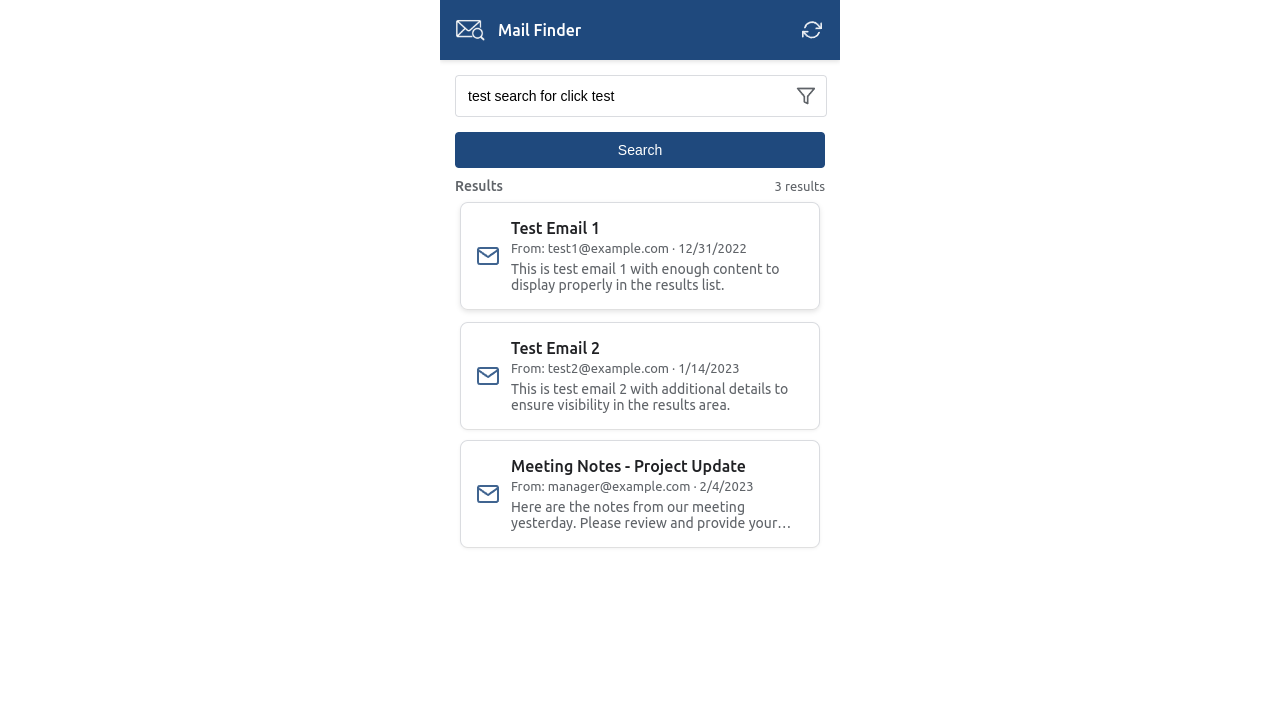 Mail Finder
test search for click test
Search
Results
3 results
Test Email 1
From: test1@example.com · 12/31/2022
This is test email 1 with enough content to
display properly in the results list.
Test Email 2
From: test2@example.com · 1/14/2023
This is test email 2 with additional details to
ensure visibility in the results area.
Meeting Notes - Project Update
From: manager@example.com · 2/4/2023
Here are the notes from our meeting
yesterday. Please review and provide your…